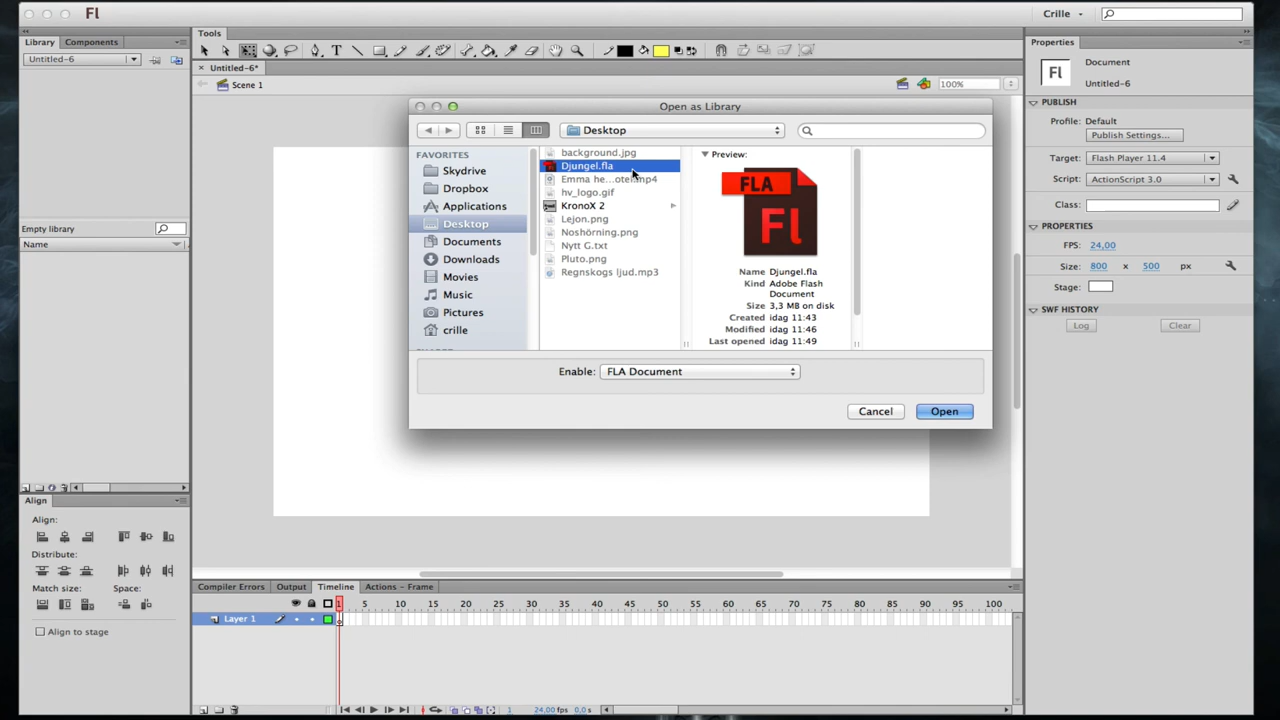 Fl
Crille
Library
Components
Tools
Properties
Untitled-6
Untitled-6*
Scene 1
100%
Document
Fl
Untitled-6
PUBLISH
Profile: Default
Publish Settings...
Target: Flash Player 11.4
Script: ActionScript 3.0
Class:
PROPERTIES
FPS: 24,00
Size: 800 x 500 px
Stage:
SWF HISTORY
Log
Clear
Empty library
Name
Open as Library
Desktop
FAVORITES
Skydrive
Dropbox
Applications
Desktop
Documents
Downloads
Movies
Music
Pictures
crille
background.jpg
Djungel.fla
Emma he...otel.mp4
hv_logo.gif
KronoX 2
Lejon.png
Noshörning.png
Nytt G.txt
Pluto.png
Regnskogs ljud.mp3
Preview:
FLA
Fl
Name Djungel.fla
Kind Adobe Flash
Document
Size 3,3 MB on disk
Created idag 11:43
Modified idag 11:46
Last opened idag 11:49
Enable: FLA Document
Cancel
Open
Align
Align:
Distribute:
Match size:
Space:
Align to stage
Compiler Errors
Output
Timeline
Actions - Frame
1 5 10 15 20 25 30 35 40 45 50 55 60 65 70 75 80 85 90 95 100
Layer 1
1 24,00 fps 0,0 s